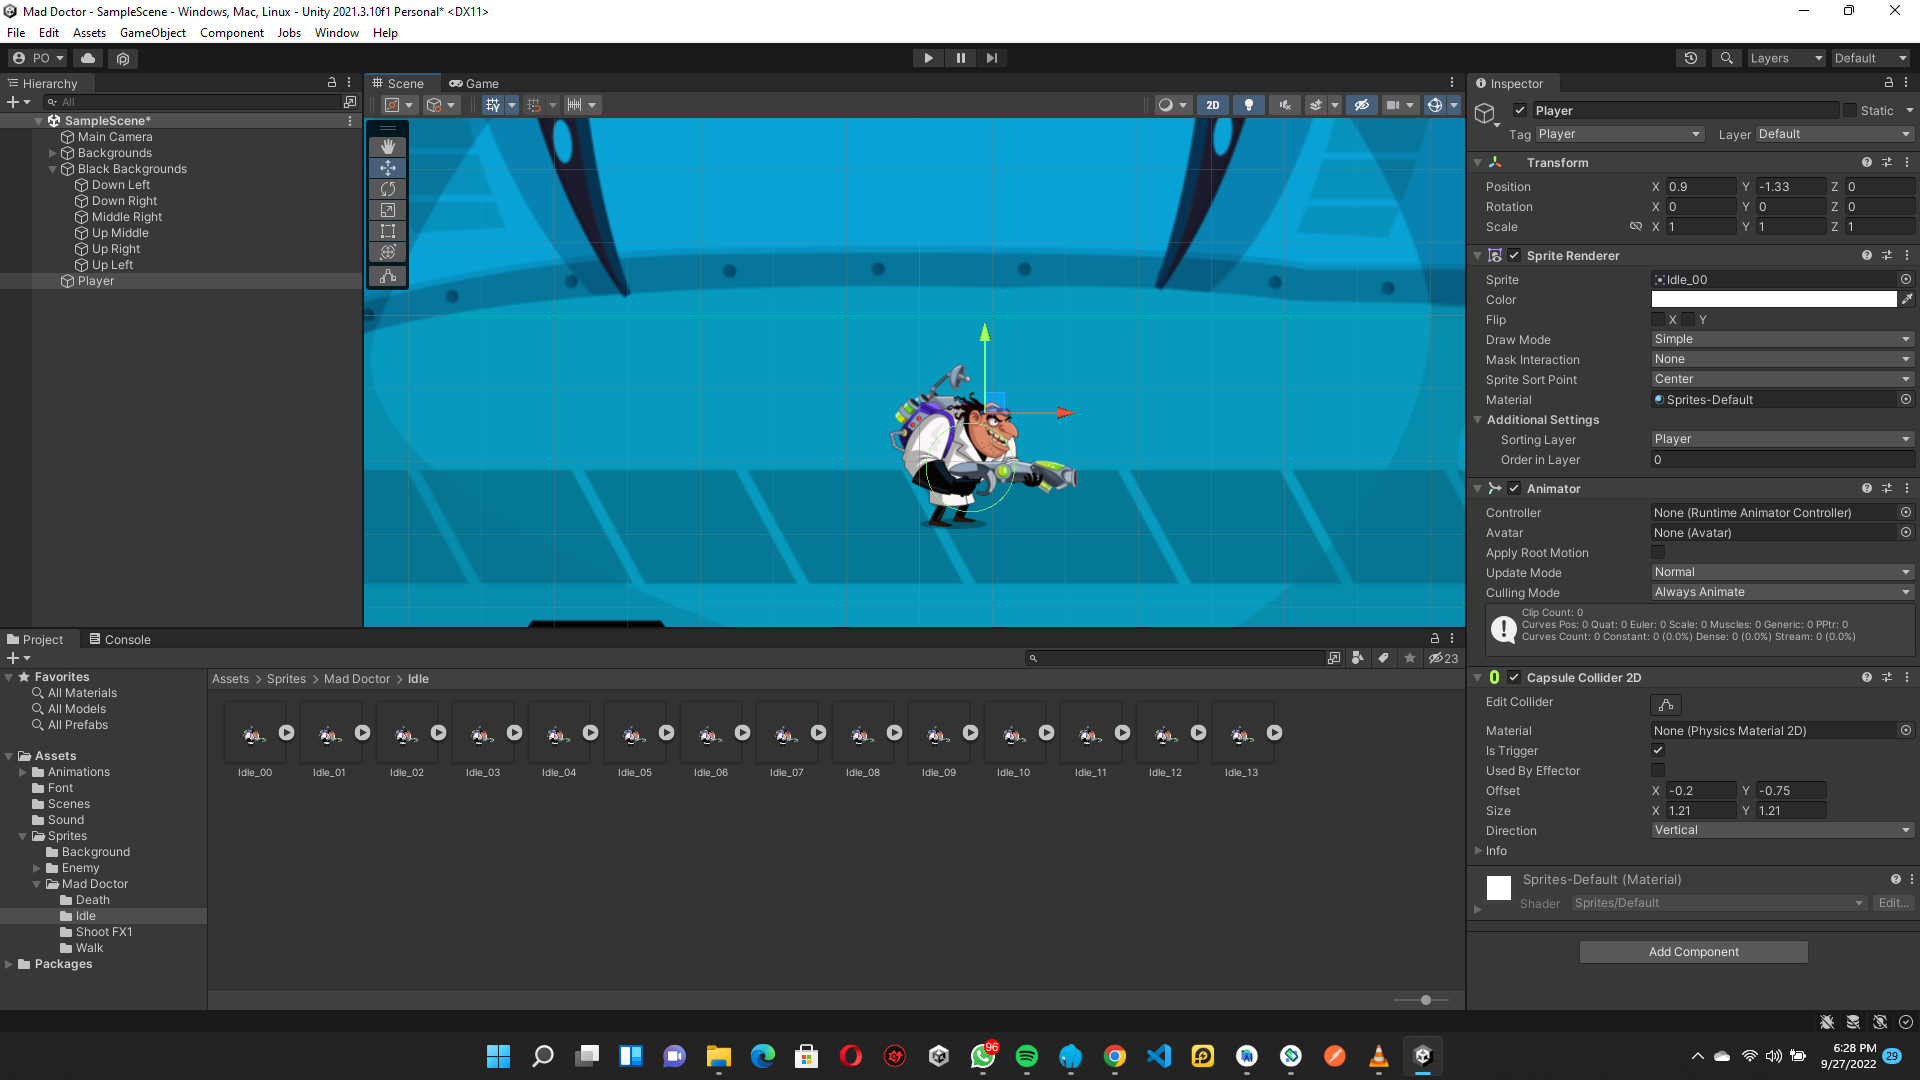 Mad Doctor - SampleScene - Windows, Mac, Linux - Unity 2021.3.10f1 Personal* <DX11>
File Edit Assets GameObject Component Jobs Window Help
PO
Layers Default
Hierarchy
All
SampleScene*
Main Camera
Backgrounds
Black Backgrounds
Down Left
Down Right
Middle Right
Up Middle
Up Right
Up Left
Player
Scene Game
2D
Inspector
Player Static
Tag Player Layer Default
Transform
Position X 0.9 Y -1.33 Z 0
Rotation X 0 Y 0 Z 0
Scale X 1 Y 1 Z 1
Sprite Renderer
Sprite Idle_00
Color
Flip X Y
Draw Mode Simple
Mask Interaction None
Sprite Sort Point Center
Material Sprites-Default
Additional Settings
Sorting Layer Player
Order in Layer 0
Animator
Controller None (Runtime Animator Controller)
Avatar None (Avatar)
Apply Root Motion
Update Mode Normal
Culling Mode Always Animate
Clip Count: 0
Curves Pos: 0 Quat: 0 Euler: 0 Scale: 0 Muscles: 0 Generic: 0 PPtr: 0
Curves Count: 0 Constant: 0 (0.0%) Dense: 0 (0.0%) Stream: 0 (0.0%)
Capsule Collider 2D
Edit Collider
Material None (Physics Material 2D)
Is Trigger
Used By Effector
Offset X -0.2 Y -0.75
Size X 1.21 Y 1.21
Direction Vertical
Info
Sprites-Default (Material)
Shader Sprites/Default Edit...
Add Component
Project Console
23
Favorites
All Materials
All Models
All Prefabs
Assets
Animations
Font
Scenes
Sound
Sprites
Background
Enemy
Mad Doctor
Death
Idle
Shoot FX1
Walk
Packages
Assets > Sprites > Mad Doctor > Idle
Idle_00 Idle_01 Idle_02 Idle_03 Idle_04 Idle_05 Idle_06 Idle_07 Idle_08 Idle_09 Idle_10 Idle_11 Idle_12 Idle_13
96
6:28 PM
9/27/2022
29